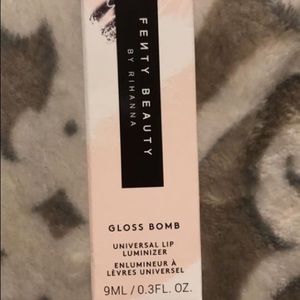 FENTY BEAUTY
BY RIHANNA
GLOSS BOMB
UNIVERSAL LIP
LUMINIZER
ENLUMINEUR À
LÈVRES UNIVERSEL
9ML / 0.3FL. OZ.